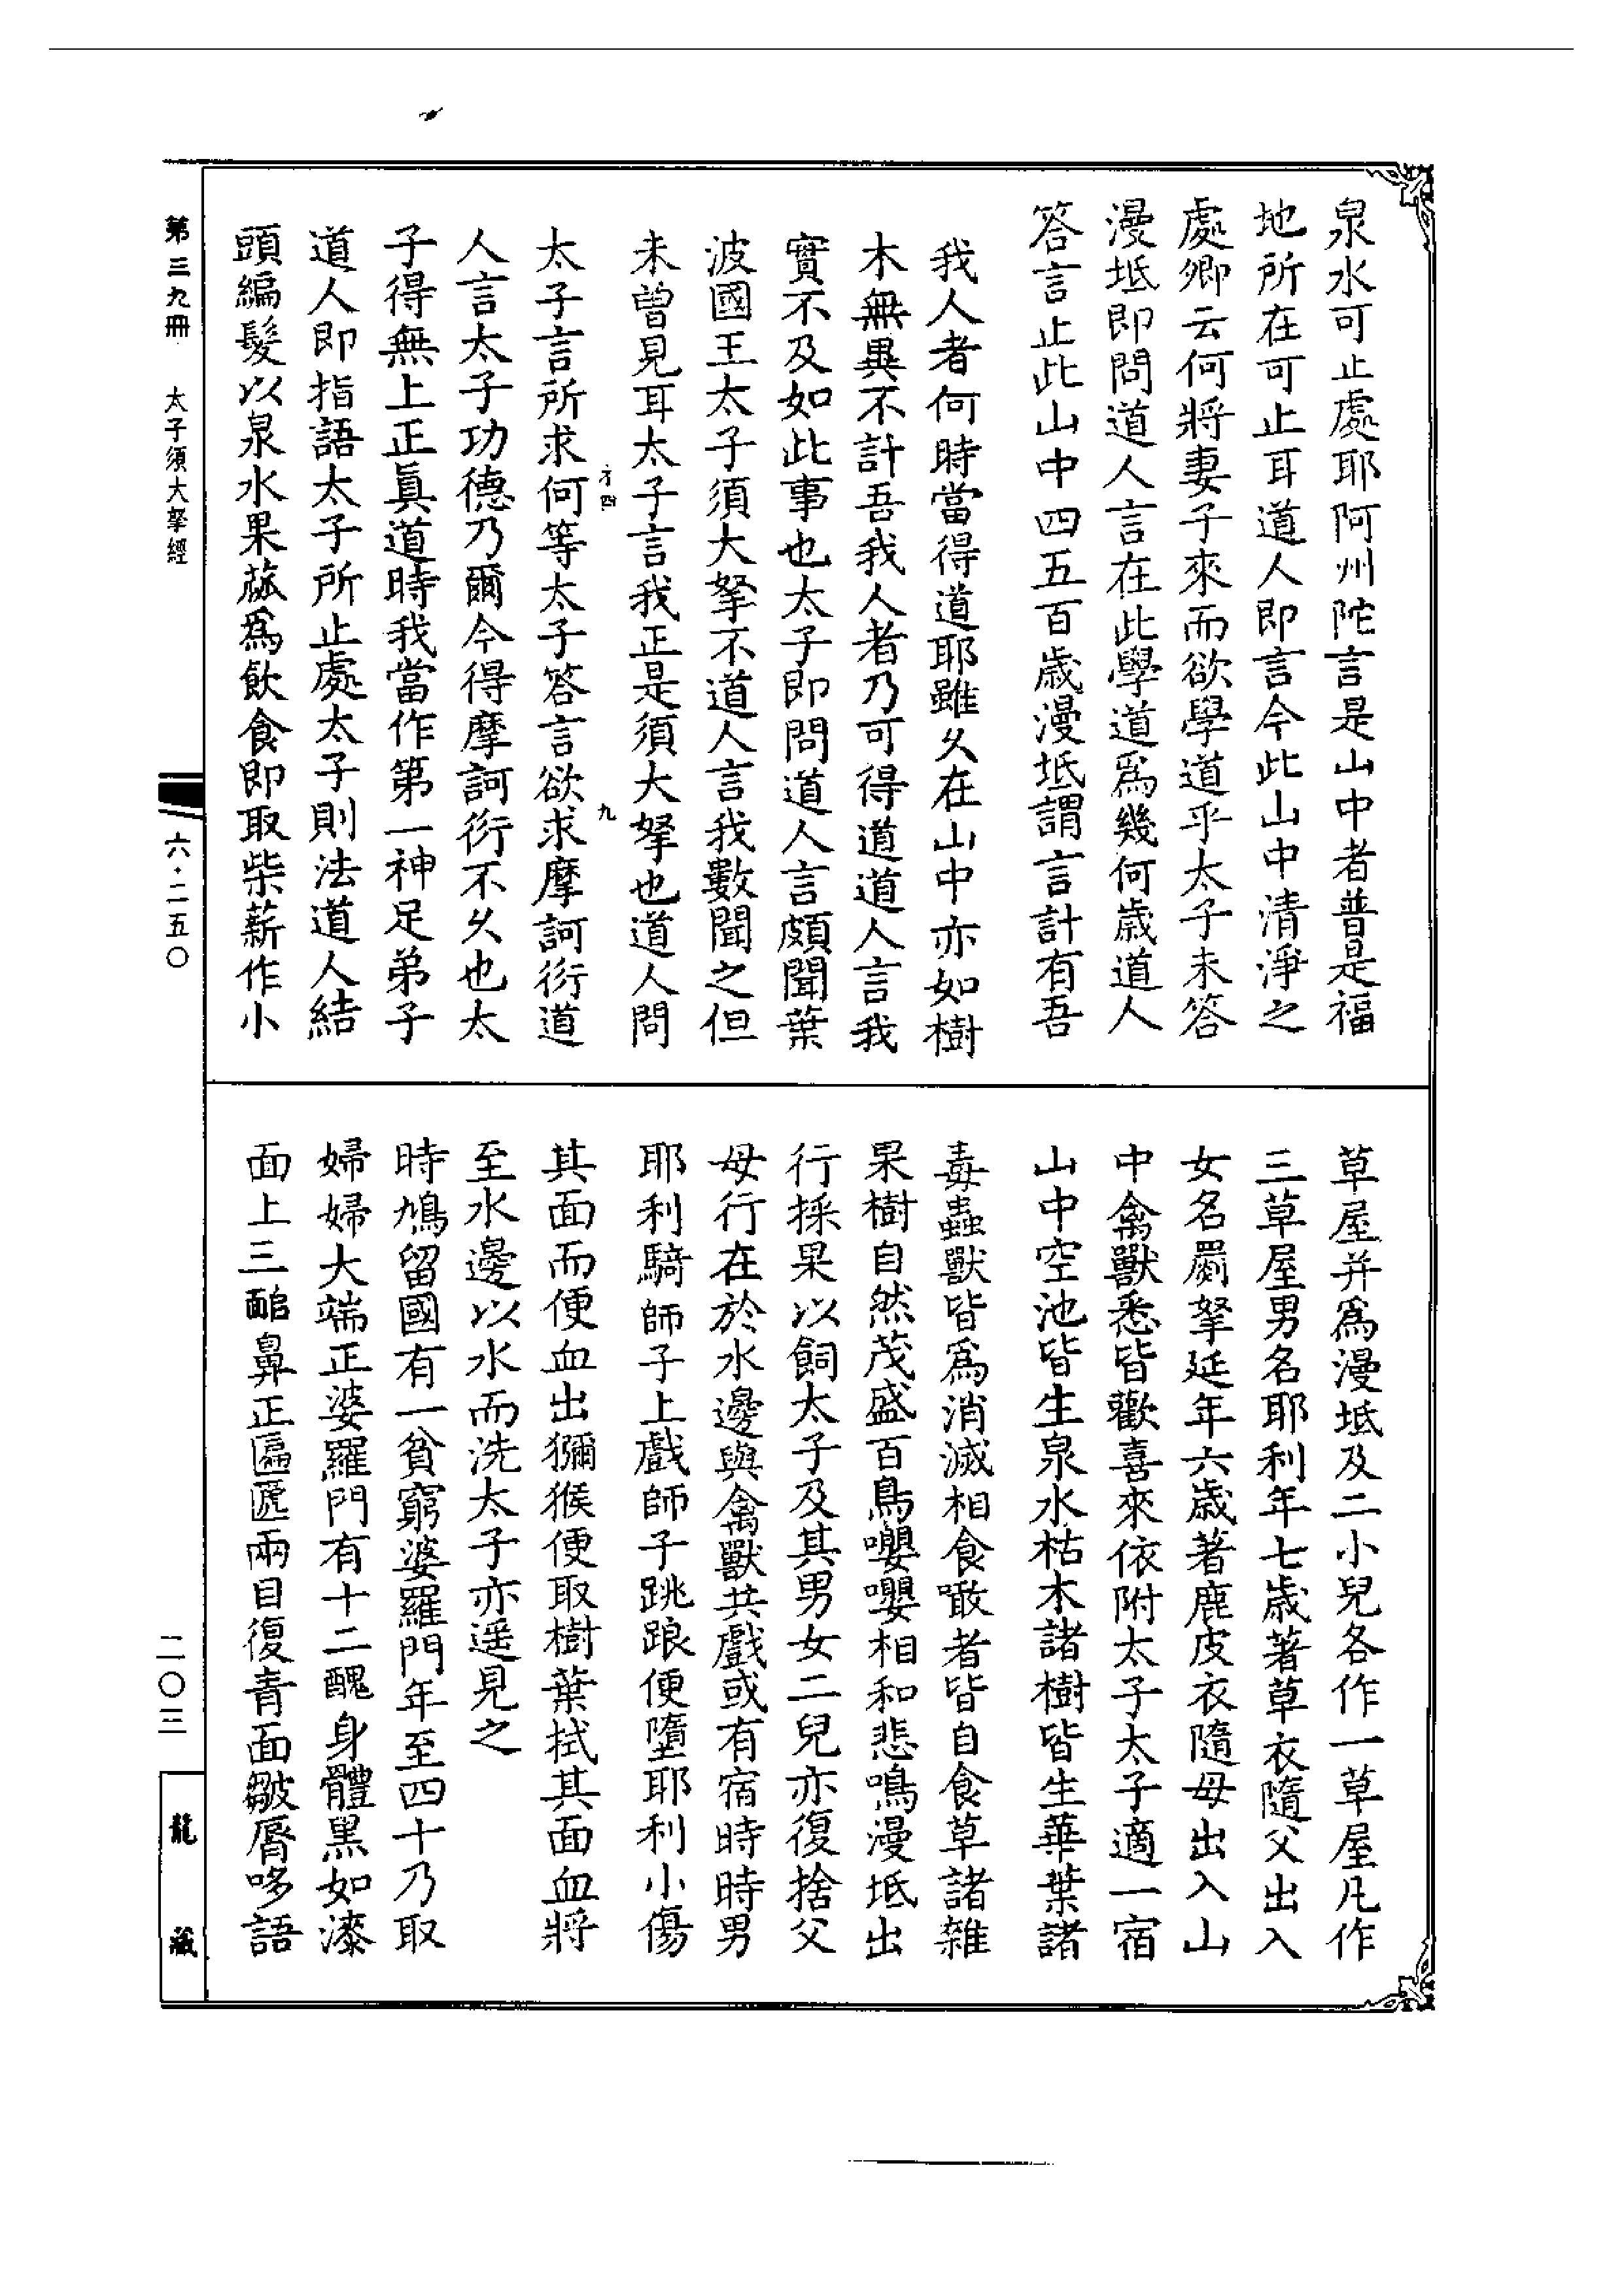 泉水可止處耶阿州陀言是山中者普是福
地所在可止耳道人即言今此山中清淨之
處卿云何將妻子來而欲學道乎太子未答
漫坻即問道人言在此學道爲幾何歲道人
答言止此山中四五百歲漫坻謂言計有吾
我人者何時當得道耶雖久在山中亦如樹
木無異不計吾我人者乃可得道道人言我
實不及如此事也太子即問道人言頗聞葉
波國王太子須大拏不道人言我數聞之但
未曾見耳太子言我正是須大拏也道人問
太子言所求何等太子答言欲求摩訶衍道
人言太子功德乃爾今得摩訶衍不久也太
子得無上正眞道時我當作第一神足弟子
道人即指語太子所止處太子則法道人結
頭編髮以泉水果蓏爲飲食即取柴薪作小
草屋并爲漫坻及二小兒各作一草屋凡作
三草屋男名耶利年七歲著草衣隨父出入
女名罽拏延年六歲著鹿皮衣隨母出入山
中禽獸悉皆歡喜來依附太子太子適一宿
山中空池皆生泉水枯木諸樹皆生華葉諸
毒蟲獸皆爲消滅相食噉者皆自食草諸雜
果樹自然茂盛百鳥嚶嚶相和悲鳴漫坻出
行採果以飼太子及其男女二兒亦復捨父
母行在於水邊與禽獸共戲或有宿時時男
耶利騎師子上戲師子跳踉便墮耶利小傷
其面而便血出獼猴便取樹葉拭其面血將
至水邊以水而洗太子亦遥見之
時鳩留國有一貧窮婆羅門年至四十乃取
婦婦大端正婆羅門有十二醜身體黑如漆
面上三䶌鼻正匾㔸兩目復青面皺脣哆語
才四
九
第三九冊 太子須大拏經
六·二五〇
二〇三
龍藏